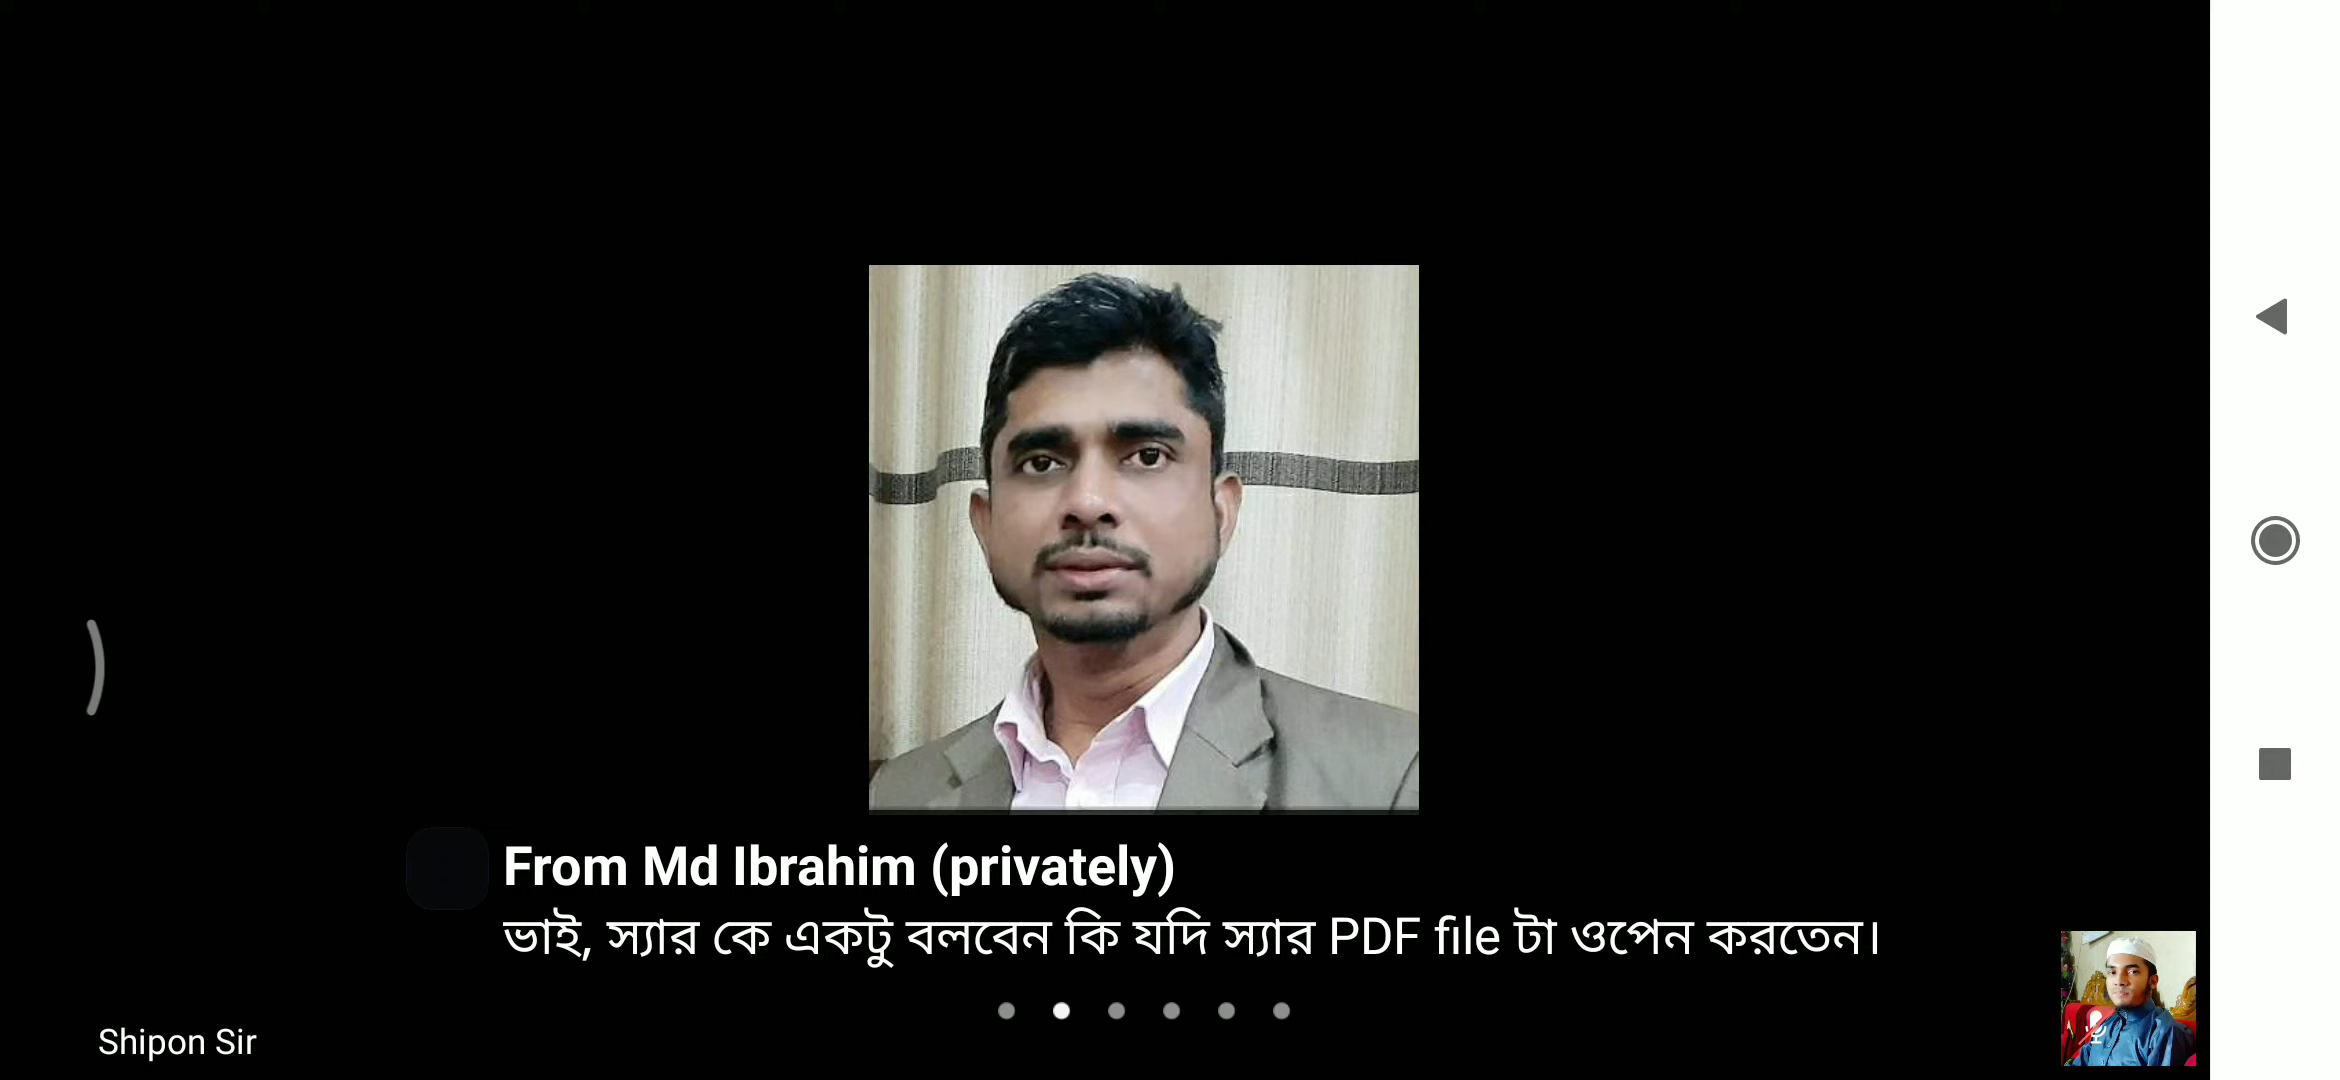 From Md Ibrahim (privately)
ভাই, স্যার কে একটু বলবেন কি যদি স্যার PDF file টা ওপেন করতেন।
Shipon Sir